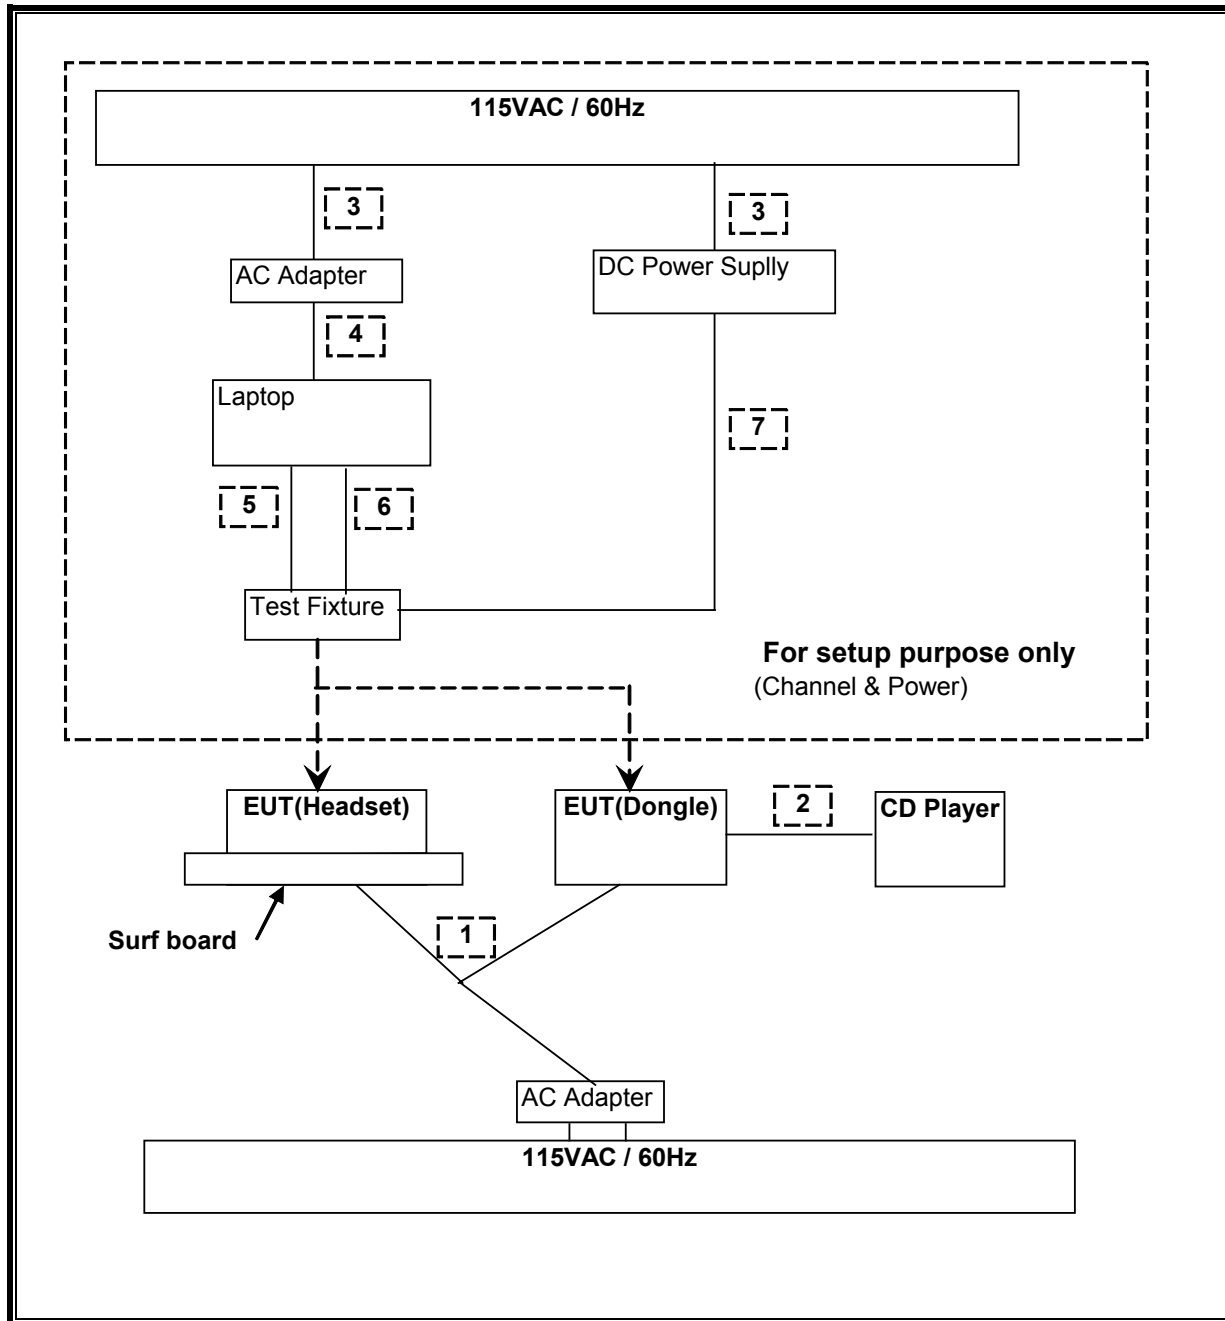 115VAC / 60Hz
3
3
AC Adapter
DC Power Suplly
4
Laptop
7
5
6
Test Fixture
For setup purpose only
(Channel & Power)
EUT(Headset)
EUT(Dongle)
2
CD Player
Surf board
1
AC Adapter
115VAC / 60Hz